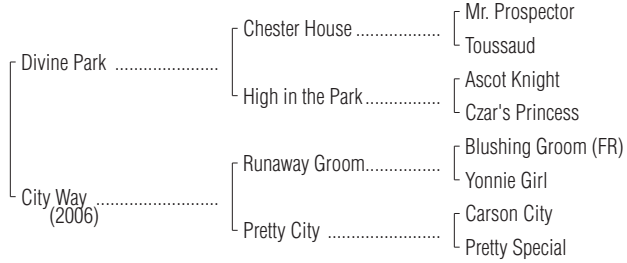 Mr. Prospector
Chester House ..................
Toussaud
Divine Park ......................
Ascot Knight
High in the Park................
Czar's Princess
Blushing Groom (FR)
Runaway Groom................
Yonnie Girl
City Way ..........................
(2006)
Carson City
Pretty City ........................
Pretty Special